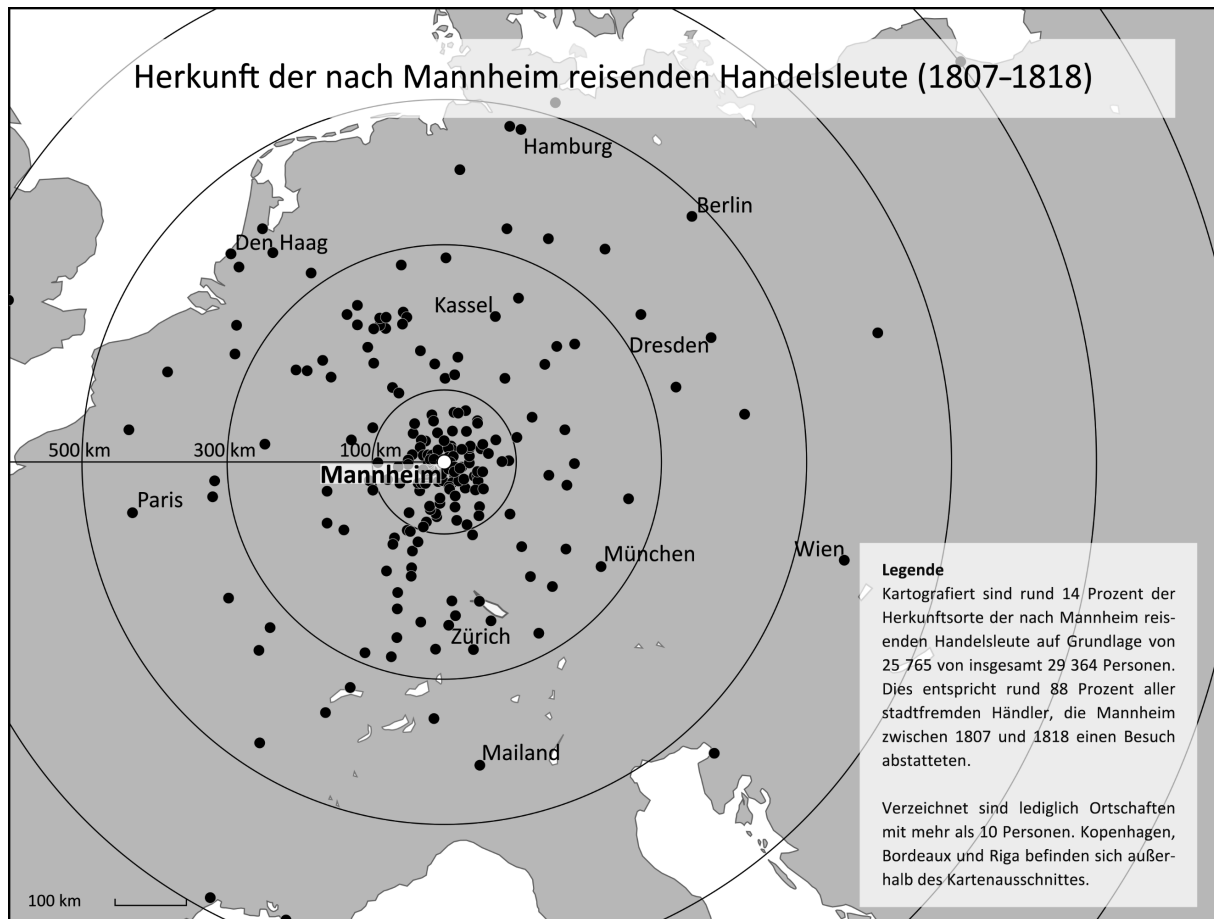 Herkunft der nach Mannheim reisenden Handelsleute (1807–1818)
Hamburg
Berlin
Den Haag
Kassel
Dresden
500 km
300 km
100 km
Mannheim
Paris
München
Wien
Zürich
Mailand
Legende
Kartografiert sind rund 14 Prozent der
Herkunftsorte der nach Mannheim reis-
enden Handelsleute auf Grundlage von
25 765 von insgesamt 29 364 Personen.
Dies entspricht rund 88 Prozent aller
stadtfremden Händler, die Mannheim
zwischen 1807 und 1818 einen Besuch
abstatteten.
Verzeichnet sind lediglich Ortschaften
mit mehr als 10 Personen. Kopenhagen,
Bordeaux und Riga befinden sich außer-
halb des Kartenausschnittes.
100 km